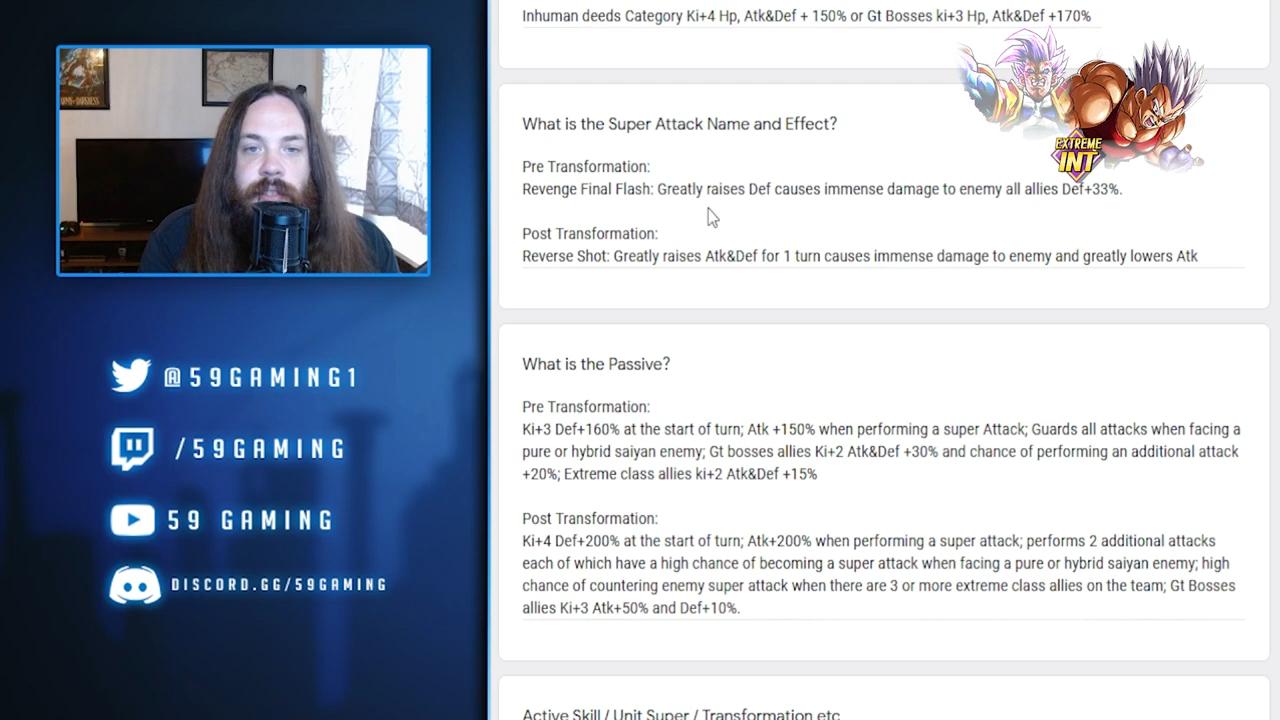 Inhuman deeds Category Ki+4 Hp, Atk&Def + 150% or Gt Bosses ki+3 Hp, Atk&Def +170%
What is the Super Attack Name and Effect?
EXTREME
INT
Pre Transformation:
Revenge Final Flash: Greatly raises Def causes immense damage to enemy all allies Def+33%.
Post Transformation:
Reverse Shot: Greatly raises Atk&Def for 1 turn causes immense damage to enemy and greatly lowers Atk
What is the Passive?
Pre Transformation:
Ki+3 Def+160% at the start of turn; Atk +150% when performing a super Attack; Guards all attacks when facing a
pure or hybrid saiyan enemy; Gt bosses allies Ki+2 Atk&Def +30% and chance of performing an additional attack
+20%; Extreme class allies ki+2 Atk&Def +15%
Post Transformation:
Ki+4 Def+200% at the start of turn; Atk+200% when performing a super attack; performs 2 additional attacks
each of which have a high chance of becoming a super attack when facing a pure or hybrid saiyan enemy; high
chance of countering enemy super attack when there are 3 or more extreme class allies on the team; Gt Bosses
allies Ki+3 Atk+50% and Def+10%.
Active Skill / Unit Super / Transformation etc
@59GAMING1
/59GAMING
59 GAMING
DISCORD.GG/59GAMING